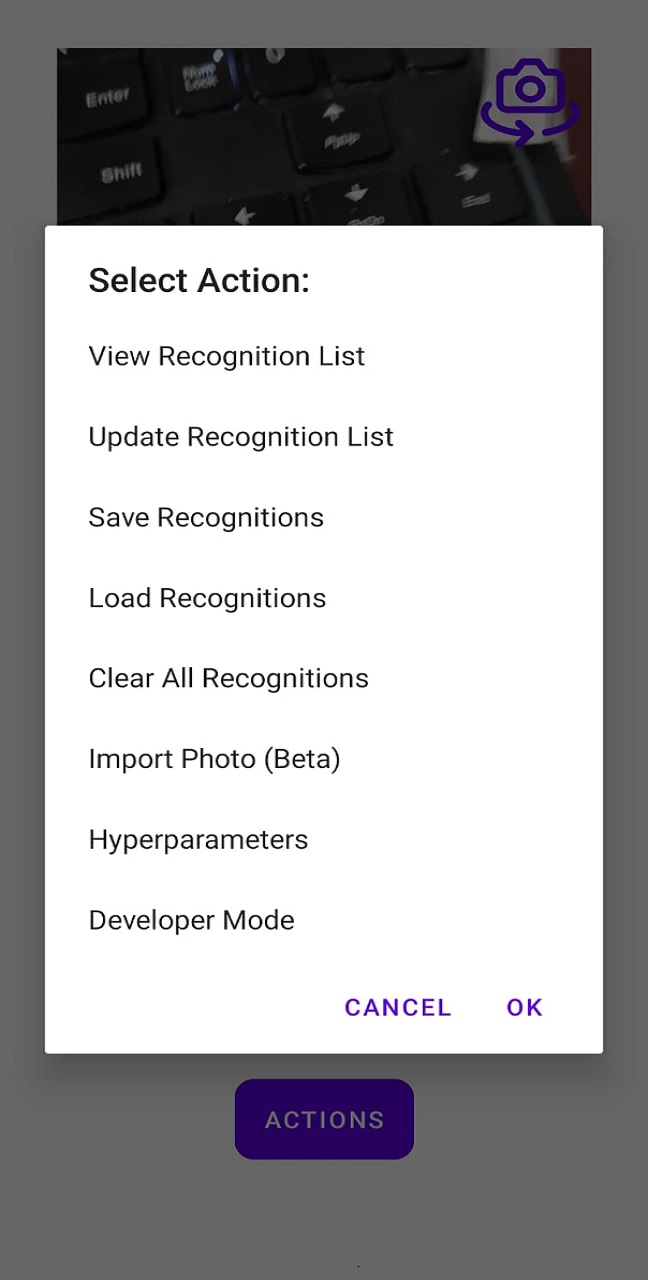 Enter
Num
Lock
Shift
PgUp
End
Select Action:
View Recognition List
Update Recognition List
Save Recognitions
Load Recognitions
Clear All Recognitions
Import Photo (Beta)
Hyperparameters
Developer Mode
CANCEL
OK
ACTIONS